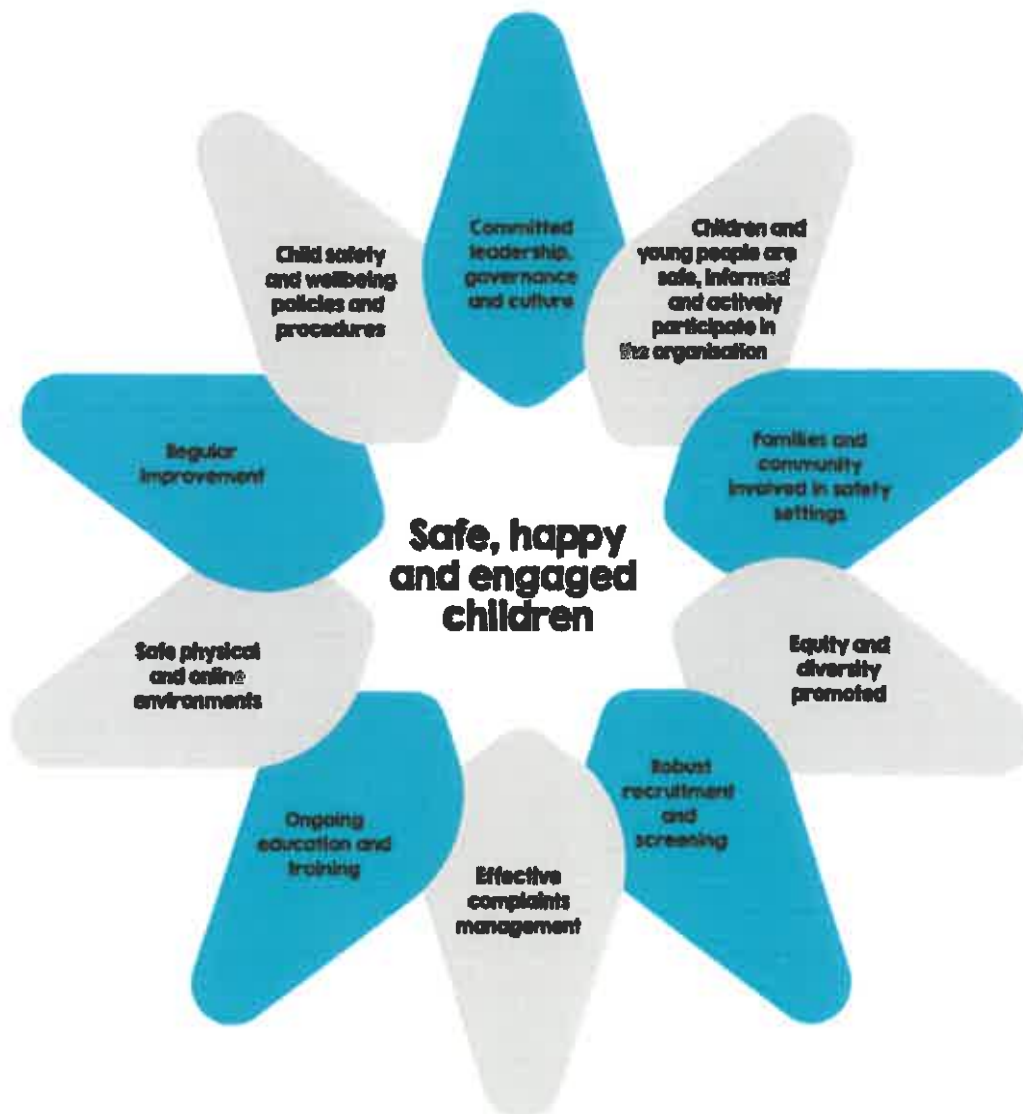 Committed
leadership,
governance
and culture
Children and
young people are
safe, informed
and actively
participate in
the organisation
Families and
community
involved in safety
settings
Equity and
diversity
promoted
Robust
recruitment
and
screening
Effective
complaints
management
Ongoing
education and
training
Safe physical
and online
environments
Regular
improvement
Child safety
and wellbeing
policies and
procedures
Safe, happy
and engaged
children